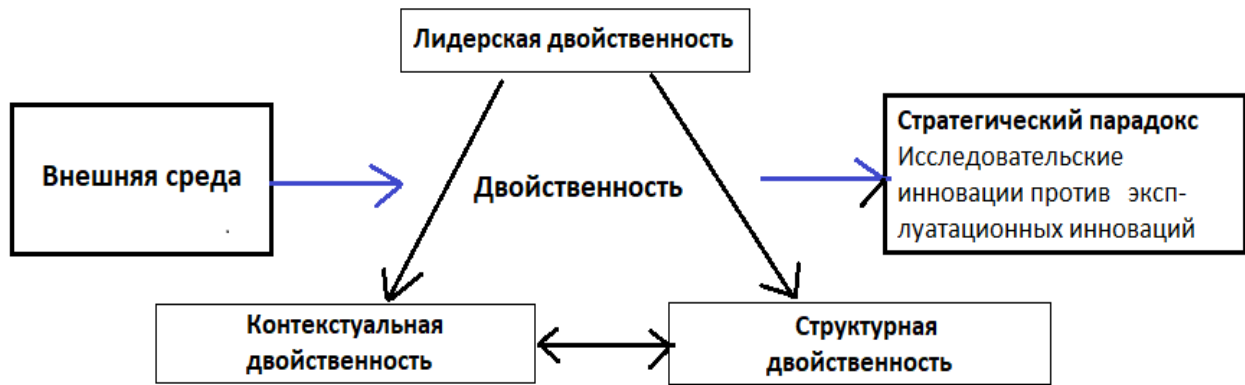 Лидерская двойственность
Внешняя среда
.
Двойственность
Стратегический парадокс
Исследовательские
инновации против эксп-
луатационных инноваций
Контекстуальная
двойственность
Структурная
двойственность